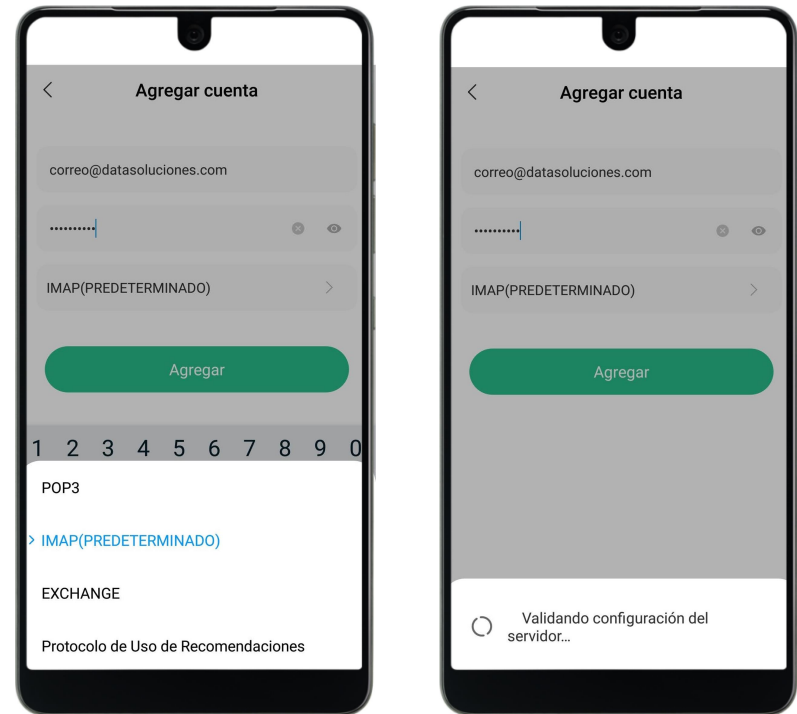 Agregar cuenta
correo@datasoluciones.com
••••••••••
IMAP(PREDETERMINADO)
Agregar
1 2 3 4 5 6 7 8 9 0
POP3
IMAP(PREDETERMINADO)
EXCHANGE
Protocolo de Uso de Recomendaciones
Agregar cuenta
correo@datasoluciones.com
••••••••••
IMAP(PREDETERMINADO)
Agregar
Validando configuración del
servidor...